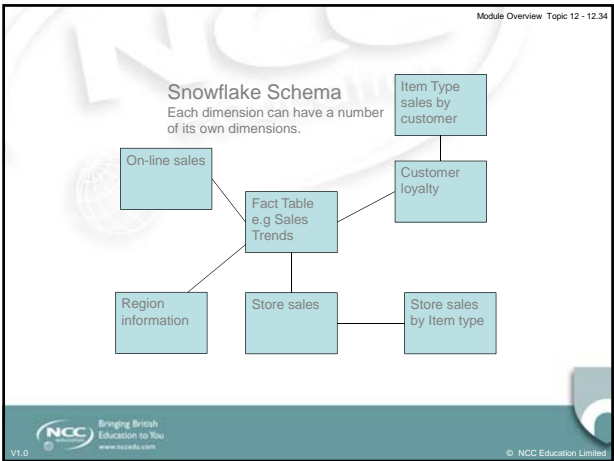 Module Overview Topic 12 - 12.34
Snowflake Schema
Each dimension can have a number
of its own dimensions.
Item Type
sales by
customer
On-line sales
Customer
loyalty
Fact Table
e.g Sales
Trends
Region
information
Store sales
Store sales
by Item type
NCC
education
Bringing British
Education to You
www.nccedu.com
V1.0
© NCC Education Limited